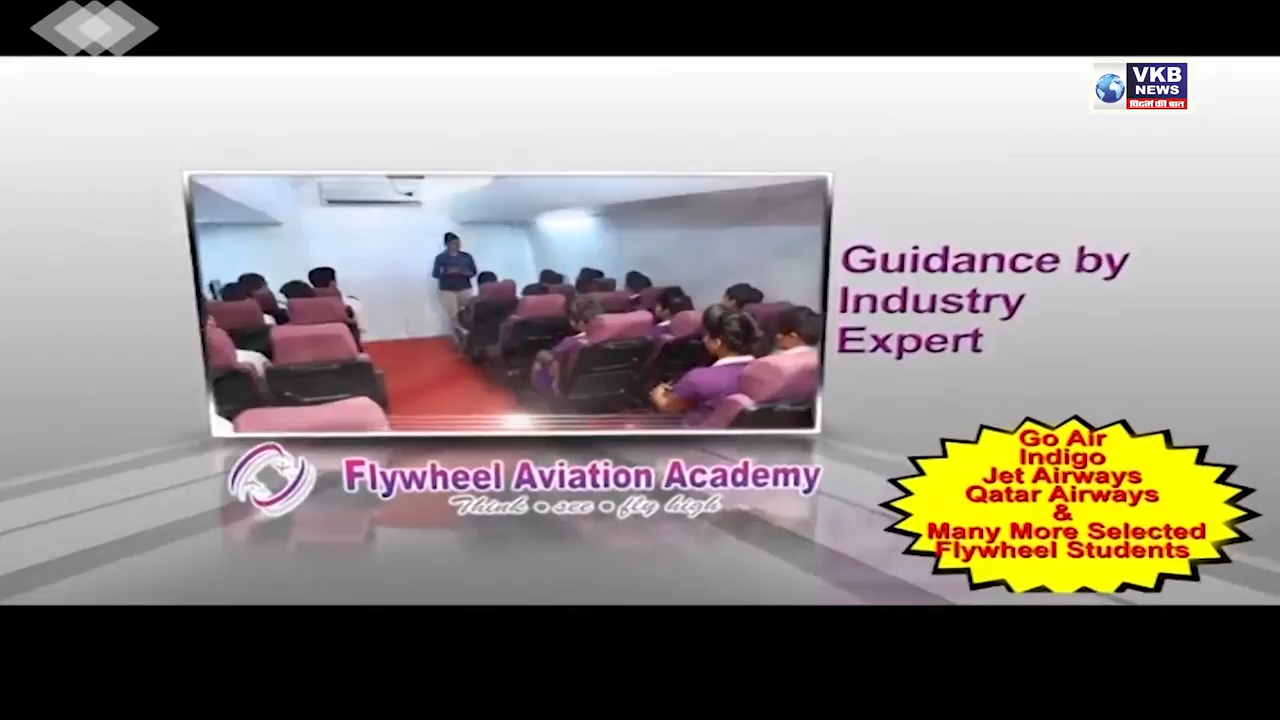 VKB
NEWS
विदर्भ की बात
Guidance by
Industry
Expert
Flywheel Aviation Academy
Think • see • fly high
Go Air
Indigo
Jet Airways
Qatar Airways
&
Many More Selected
Flywheel Students